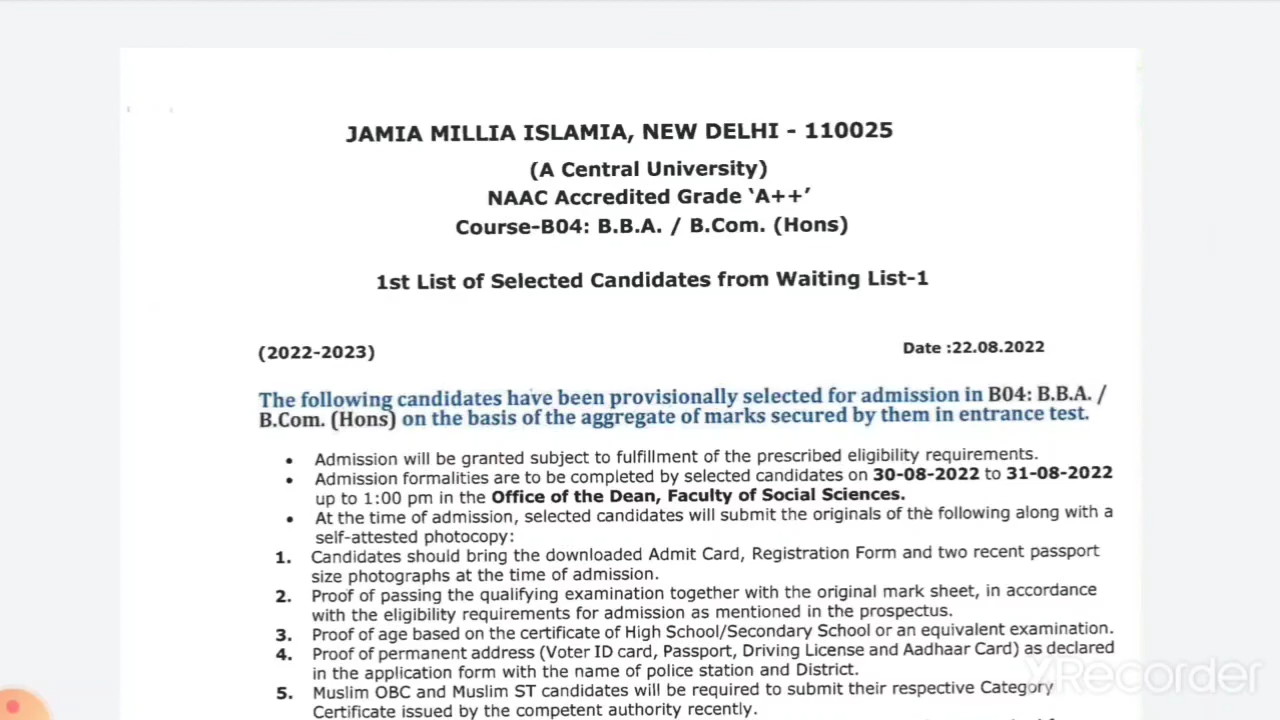 JAMIA MILLIA ISLAMIA, NEW DELHI - 110025
(A Central University)
NAAC Accredited Grade ‘A++’
Course-B04: B.B.A. / B.Com. (Hons)
1st List of Selected Candidates from Waiting List-1
(2022-2023)
Date :22.08.2022
The following candidates have been provisionally selected for admission in B04: B.B.A. /
B.Com. (Hons) on the basis of the aggregate of marks secured by them in entrance test.
• Admission will be granted subject to fulfillment of the prescribed eligibility requirements.
• Admission formalities are to be completed by selected candidates on 30-08-2022 to 31-08-2022
up to 1:00 pm in the Office of the Dean, Faculty of Social Sciences.
• At the time of admission, selected candidates will submit the originals of the following along with a
self-attested photocopy:
1. Candidates should bring the downloaded Admit Card, Registration Form and two recent passport
size photographs at the time of admission.
2. Proof of passing the qualifying examination together with the original mark sheet, in accordance
with the eligibility requirements for admission as mentioned in the prospectus.
3. Proof of age based on the certificate of High School/Secondary School or an equivalent examination.
4. Proof of permanent address (Voter ID card, Passport, Driving License and Aadhaar Card) as declared
in the application form with the name of police station and District.
5. Muslim OBC and Muslim ST candidates will be required to submit their respective Category
Certificate issued by the competent authority recently.
XRecorder